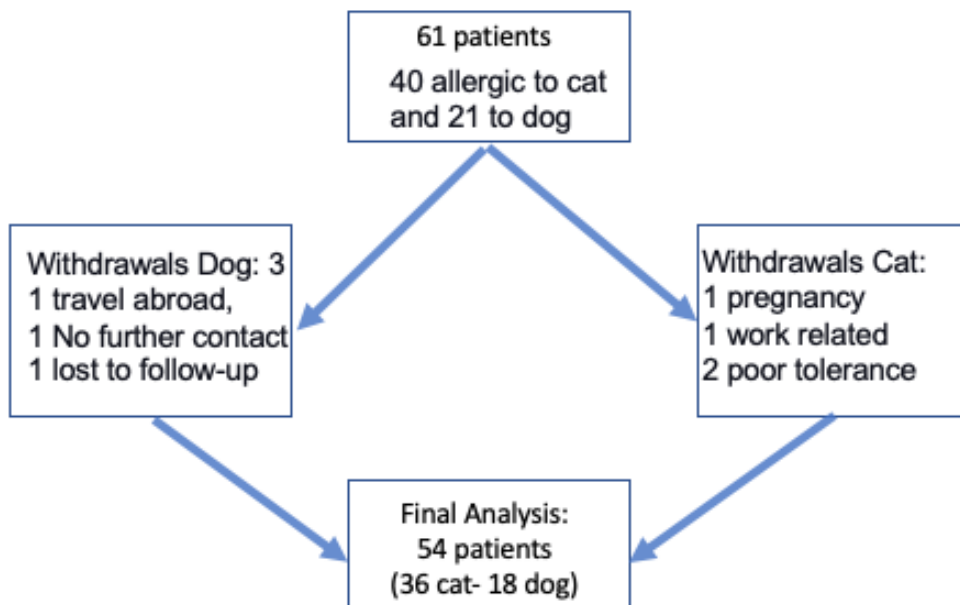 61 patients
40 allergic to cat
and 21 to dog
Withdrawals Dog: 3
1 travel abroad,
1 No further contact
1 lost to follow-up
Withdrawals Cat:
1 pregnancy
1 work related
2 poor tolerance
Final Analysis:
54 patients
(36 cat- 18 dog)